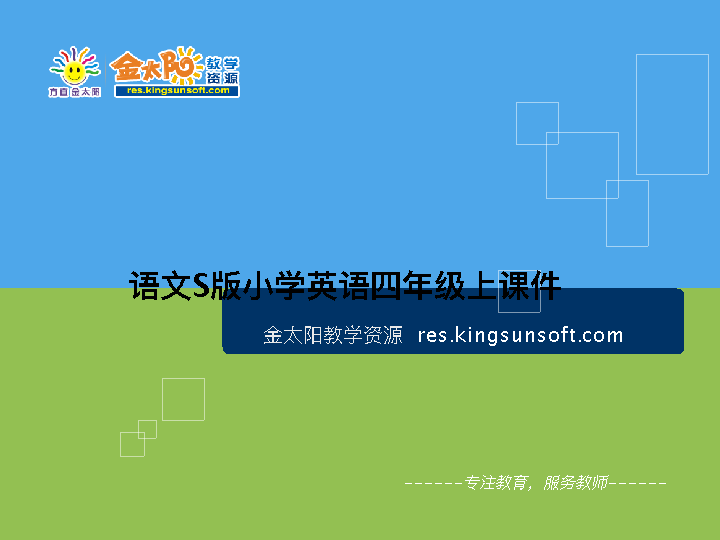 方直金太阳
金太阳教学资源
res.kingsunsoft.com
语文S版小学英语四年级上课件
金太阳教学资源 res.kingsunsoft.com
------专注教育，服务教师------